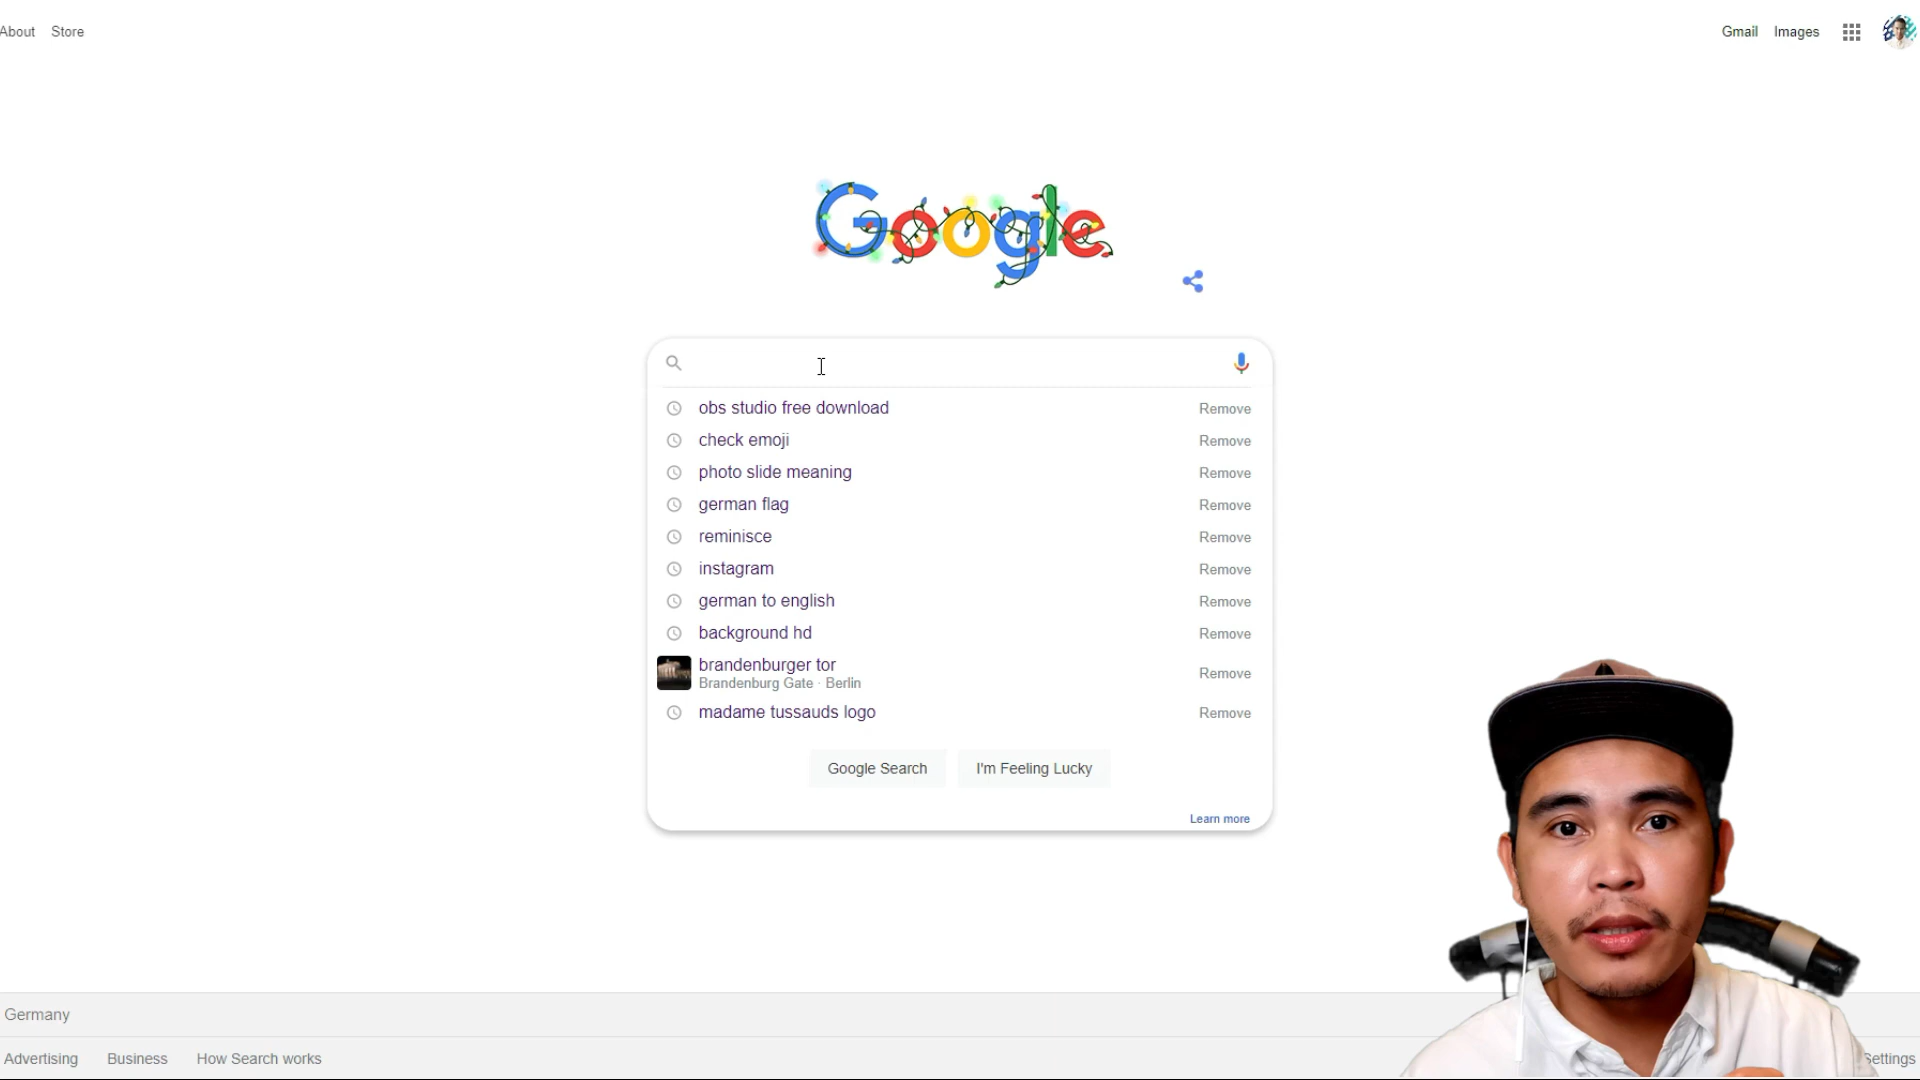 About Store
Gmail Images
Google
obs studio free download Remove
check emoji Remove
photo slide meaning Remove
german flag Remove
reminisce Remove
instagram Remove
german to english Remove
background hd Remove
brandenburger tor Remove
Brandenburg Gate · Berlin
madame tussauds logo Remove
Google Search I'm Feeling Lucky
Learn more
Germany
Advertising Business How Search works Settings